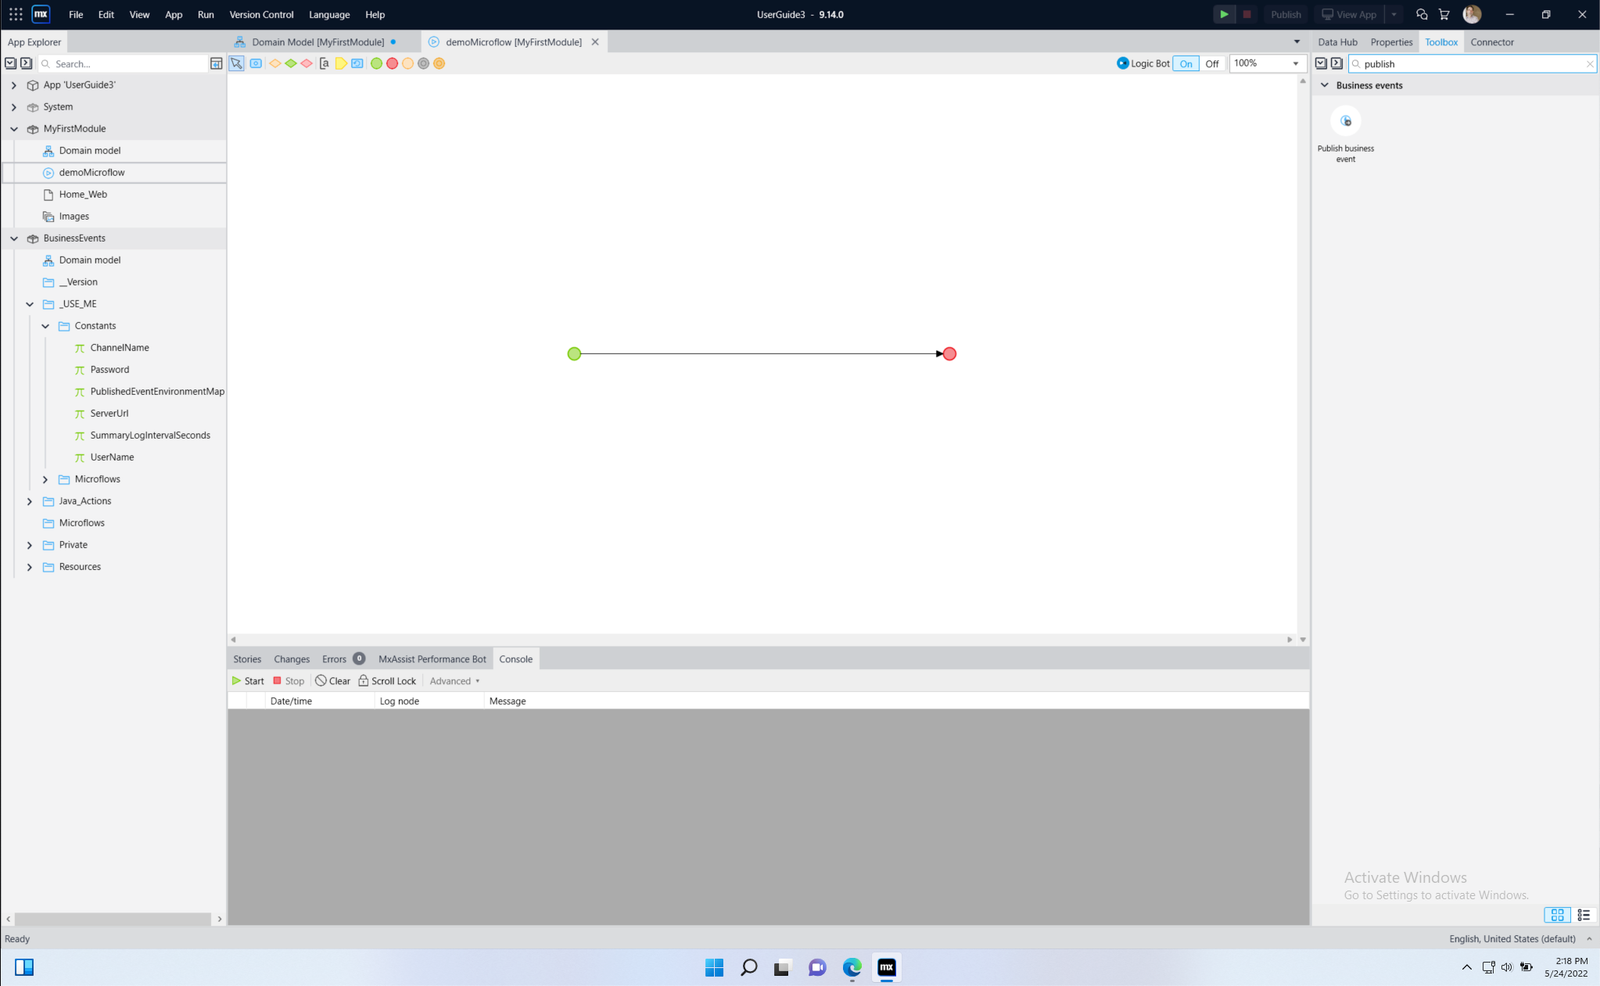 mx File Edit View App Run Version Control Language Help UserGuide3 - 9.14.0 Publish View App
App Explorer Domain Model [MyFirstModule] demoMicroflow [MyFirstModule] Data Hub Properties Toolbox Connector
Search... Logic Bot On Off 100% publish
App 'UserGuide3'
System
MyFirstModule
Domain model
demoMicroflow
Home_Web
Images
BusinessEvents
Domain model
__Version
_USE_ME
Constants
ChannelName
Password
PublishedEventEnvironmentMap
ServerUrl
SummaryLogIntervalSeconds
UserName
Microflows
Java_Actions
Microflows
Private
Resources
Business events
Publish business
event
Stories Changes Errors 0 MxAssist Performance Bot Console
Start Stop Clear Scroll Lock Advanced
Date/time Log node Message
Activate Windows
Go to Settings to activate Windows.
Ready English, United States (default)
mx 2:18 PM
5/24/2022